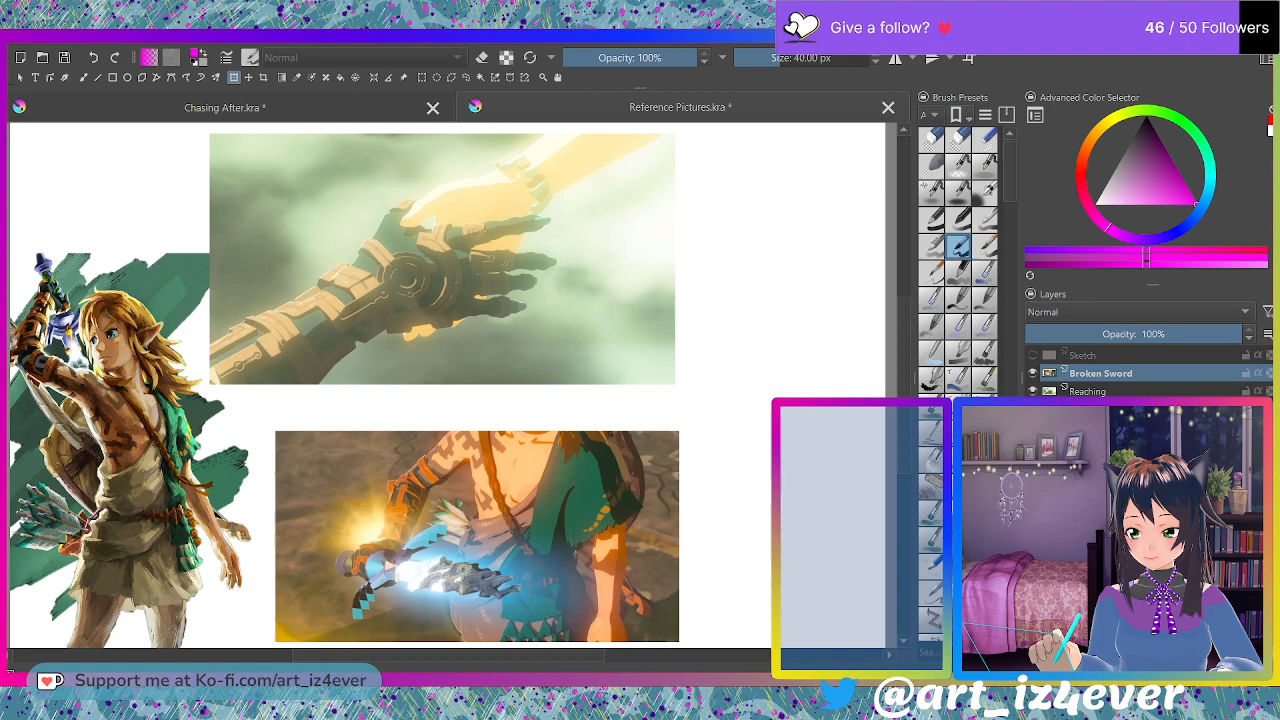 Give a follow?
46 / 50 Followers
Normal
Opacity: 100%
Size: 40.00 px
Chasing After.kra *
Reference Pictures.kra *
Brush Presets
A
Advanced Color Selector
Layers
Normal
Opacity: 100%
Sketch
Broken Sword
Reaching
Sea...
Support me at Ko-fi.com/art_iz4ever
@art_iz4ever